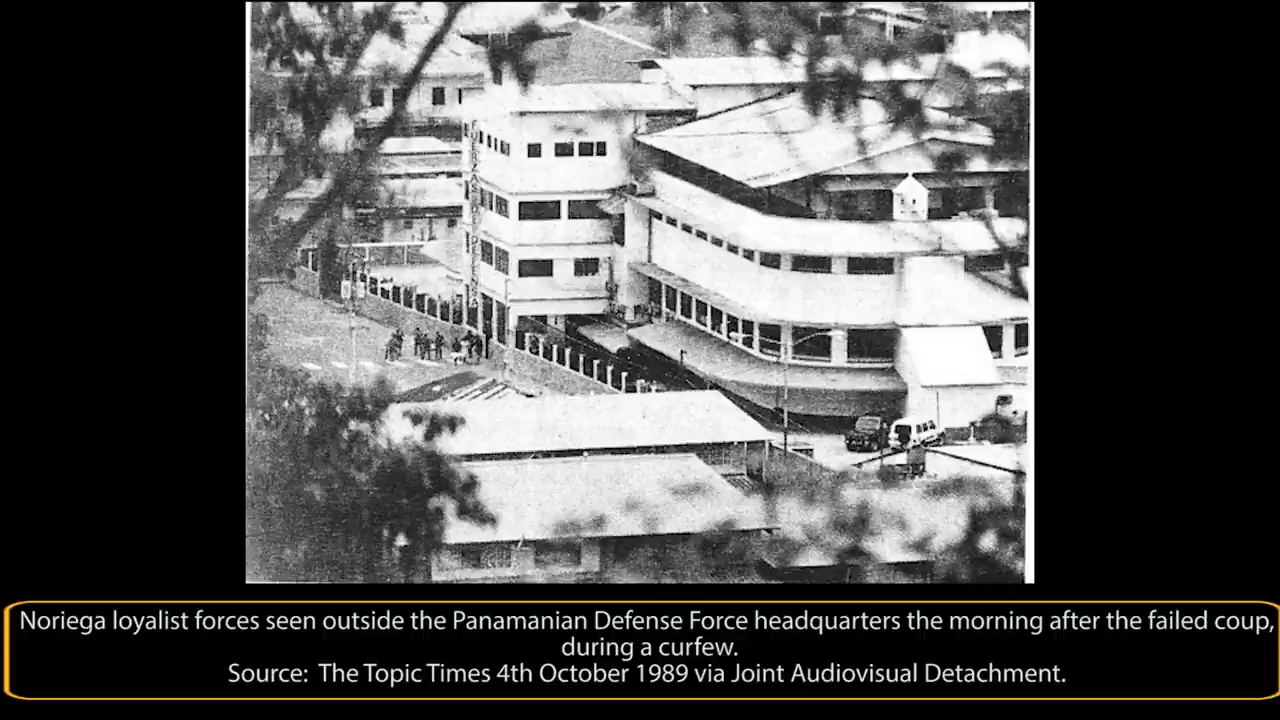 Noriega loyalist forces seen outside the Panamanian Defense Force headquarters the morning after the failed coup,
during a curfew.
Source: The Topic Times 4th October 1989 via Joint Audiovisual Detachment.